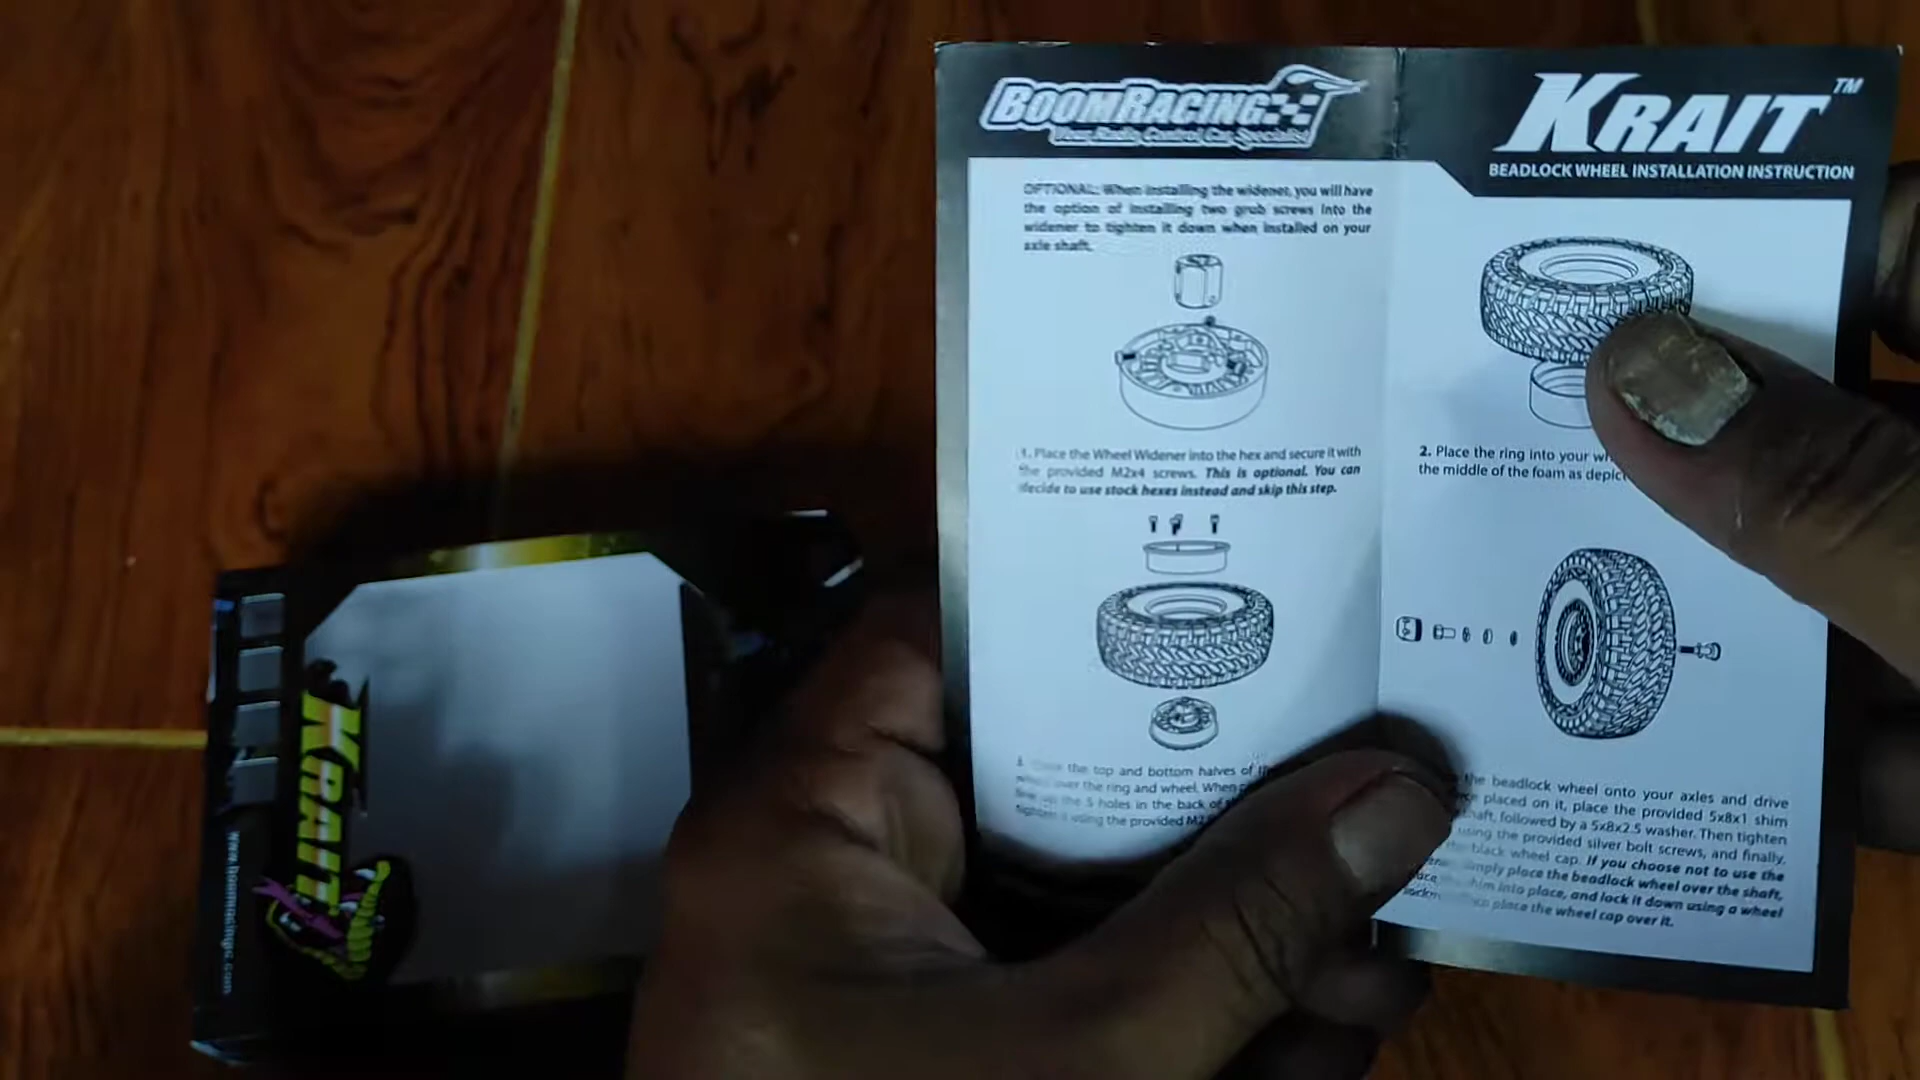 BOOMRACING
Your Radio Control Car Specialist
OPTIONAL: When installing the widener, you will have
the option of installing two grub screws into the
widener to tighten it down when installed on your
axle shaft.
1. Place the Wheel Widener into the hex and secure it with
the provided M2x4 screws. This is optional. You can
decide to use stock hexes instead and skip this step.
the top and bottom halves of
over the ring and wheel. When
the 5 holes in the back of
using the provided
KRAIT™
BEADLOCK WHEEL INSTALLATION INSTRUCTION
2. Place the ring into your
the middle of the foam as
the beadlock wheel onto your axles and drive
placed on it, place the provided 5x8x1 shim
followed by a 5x8x2.5 washer. Then tighten
using the provided silver bolt screws, and finally,
black wheel cap. If you choose not to use the
simply place the beadlock wheel over the shaft,
shim into place, and lock it down using a wheel
place the wheel cap over it.
KRAIT
www.boomracingrc.com